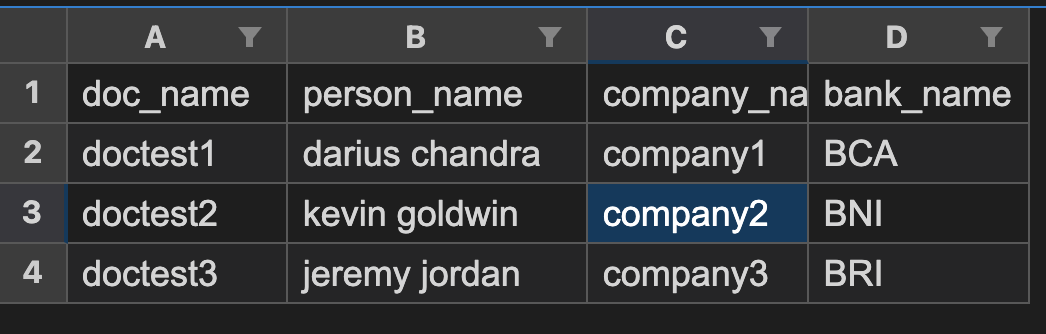 A B C D
1 doc_name person_name company_na bank_name
2 doctest1 darius chandra company1 BCA
3 doctest2 kevin goldwin company2 BNI
4 doctest3 jeremy jordan company3 BRI